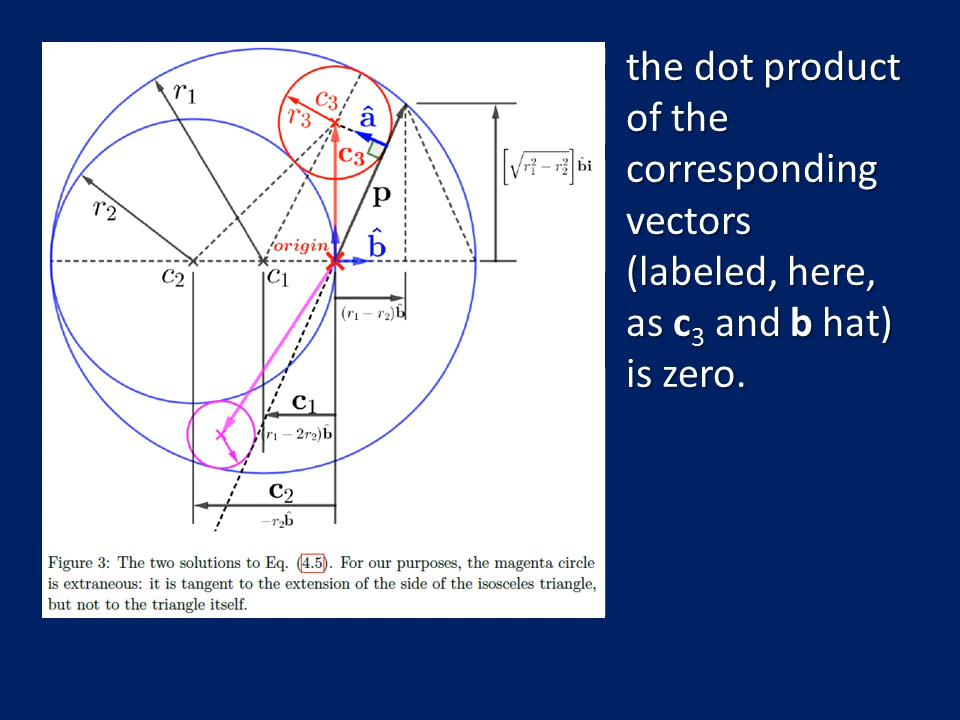 r₁
c₃
r₃
â
c₃
[√(r₁² − r₂²)] b̂i
r₂
p
origin
b̂
c₂
c₁
(r₁ − r₂)b̂
c₁
(r₁ − 2r₂)b̂
c₂
−r₂b̂
Figure 3: The two solutions to Eq. (4.5). For our purposes, the magenta circle
is extraneous: it is tangent to the extension of the side of the isosceles triangle,
but not to the triangle itself.
the dot product
of the
corresponding
vectors
(labeled, here,
as c₃ and b hat)
is zero.